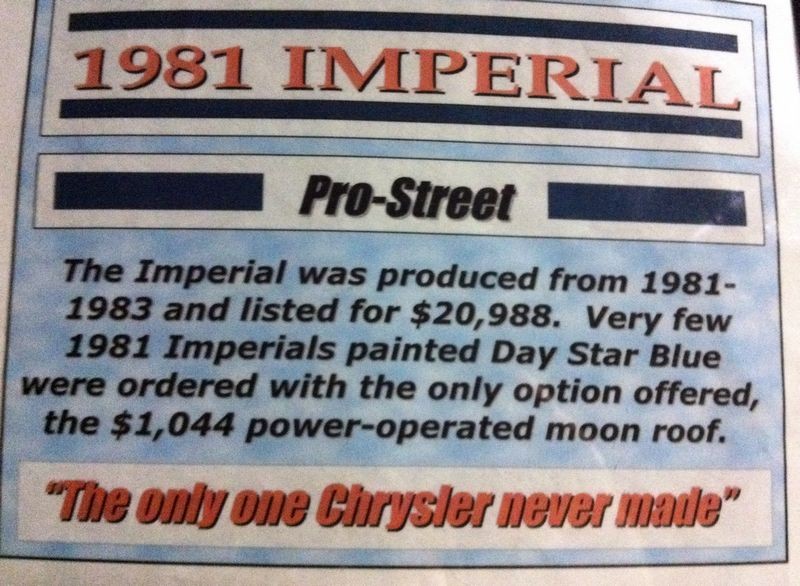 1981 IMPERIAL
Pro-Street
The Imperial was produced from 1981-
1983 and listed for $20,988. Very few
1981 Imperials painted Day Star Blue
were ordered with the only option offered,
the $1,044 power-operated moon roof.
"The only one Chrysler never made"